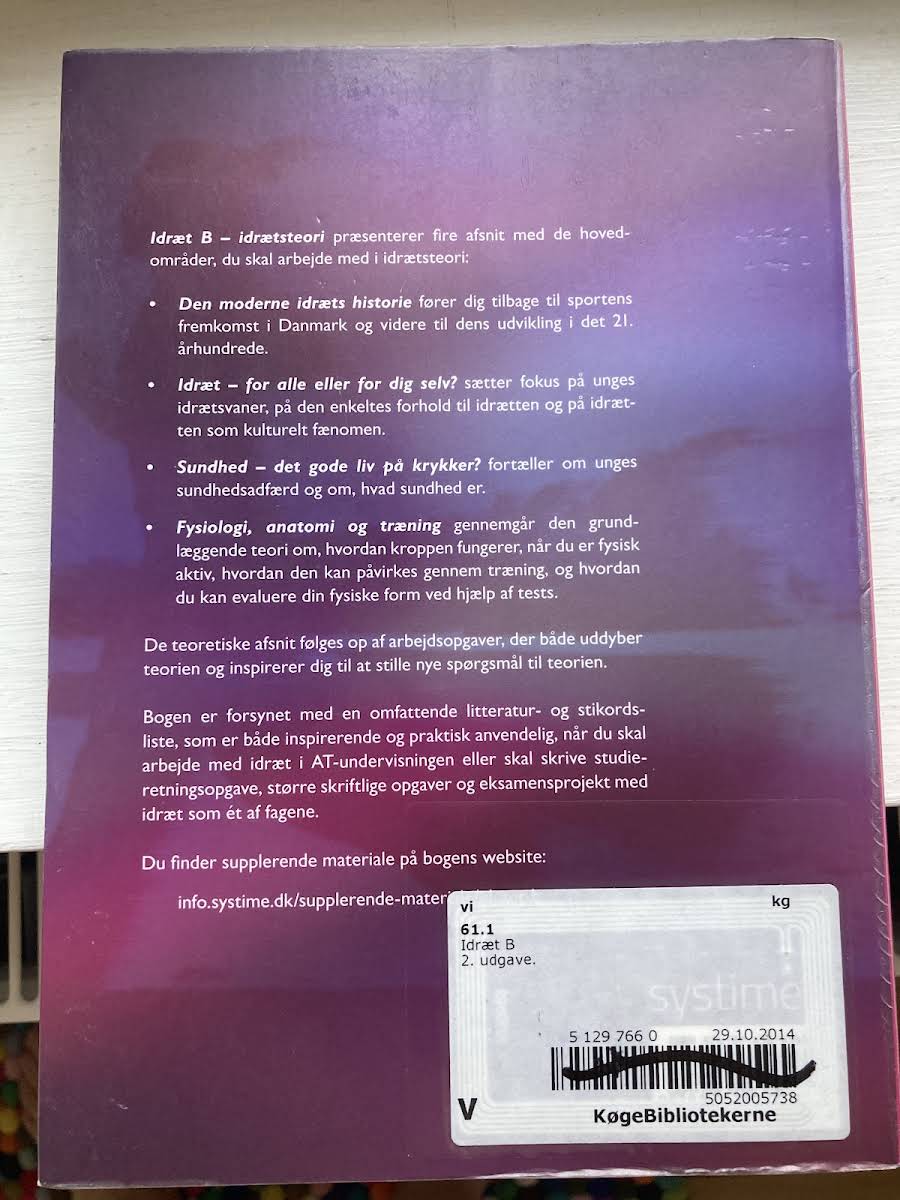 Idræt B – idrætsteori præsenterer fire afsnit med de hoved-
områder, du skal arbejde med i idrætsteori:
• Den moderne idræts historie fører dig tilbage til sportens
fremkomst i Danmark og videre til dens udvikling i det 21.
århundrede.
• Idræt – for alle eller for dig selv? sætter fokus på unges
idrætsvaner, på den enkeltes forhold til idrætten og på idræt-
ten som kulturelt fænomen.
• Sundhed – det gode liv på krykker? fortæller om unges
sundhedsadfærd og om, hvad sundhed er.
• Fysiologi, anatomi og træning gennemgår den grund-
læggende teori om, hvordan kroppen fungerer, når du er fysisk
aktiv, hvordan den kan påvirkes gennem træning, og hvordan
du kan evaluere din fysiske form ved hjælp af tests.
De teoretiske afsnit følges op af arbejdsopgaver, der både uddyber
teorien og inspirerer dig til at stille nye spørgsmål til teorien.
Bogen er forsynet med en omfattende litteratur- og stikords-
liste, som er både inspirerende og praktisk anvendelig, når du skal
arbejde med idræt i AT-undervisningen eller skal skrive studie-
retningsopgave, større skriftlige opgaver og eksamensprojekt med
idræt som ét af fagene.
Du finder supplerende materiale på bogens website:
info.systime.dk/supplerende-mater
vi kg
61.1
Idræt B
2. udgave.
systime
5 129 766 0 29.10.2014
5052005738
V KøgeBibliotekerne